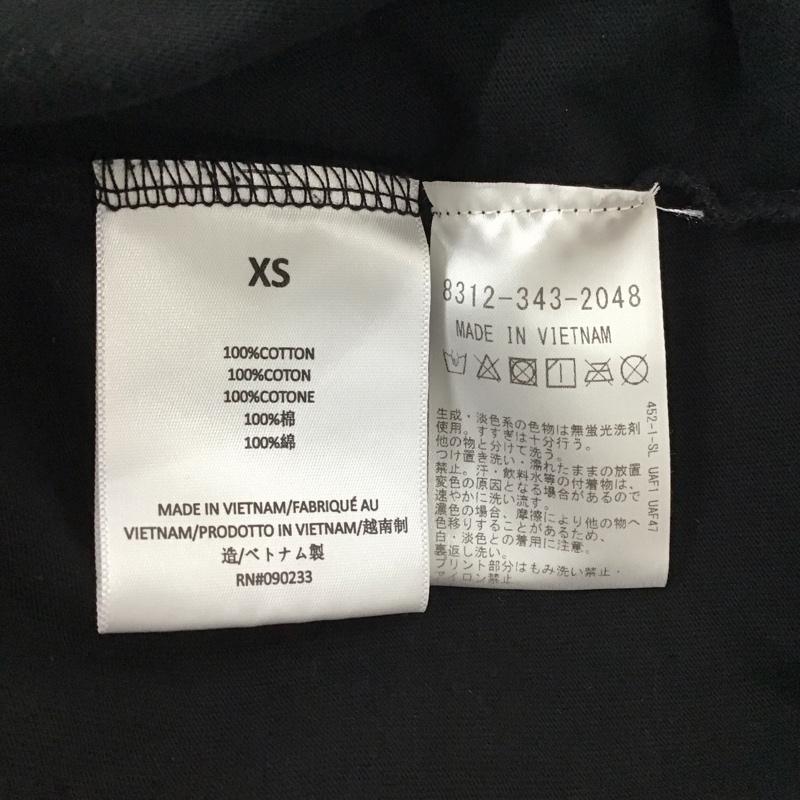 XS
100%COTTON
100%COTON
100%COTONE
100%棉
100%綿
MADE IN VIETNAM/FABRIQUÉ AU
VIETNAM/PRODOTTO IN VIETNAM/越南制
造/ベトナム製
RN#090233
8312-343-2048
MADE IN VIETNAM
生成・淡色系の色物は無蛍光洗剤
使用。すすぎは十分行う。
他の物と分けて洗う。
つけ置き洗い・濡れたままの放置
禁止。汗・飲料水等の付着物は、
変色の原因となる場合があるので
速やかに洗い流す。
濃色の場合、摩擦により他の物へ
色移りすることがあるため、
白・淡色との着用に注意。
裏返し洗い。
プリント部分はもみ洗い禁止・
アイロン禁止
452-1-SL UAF1 UAF47